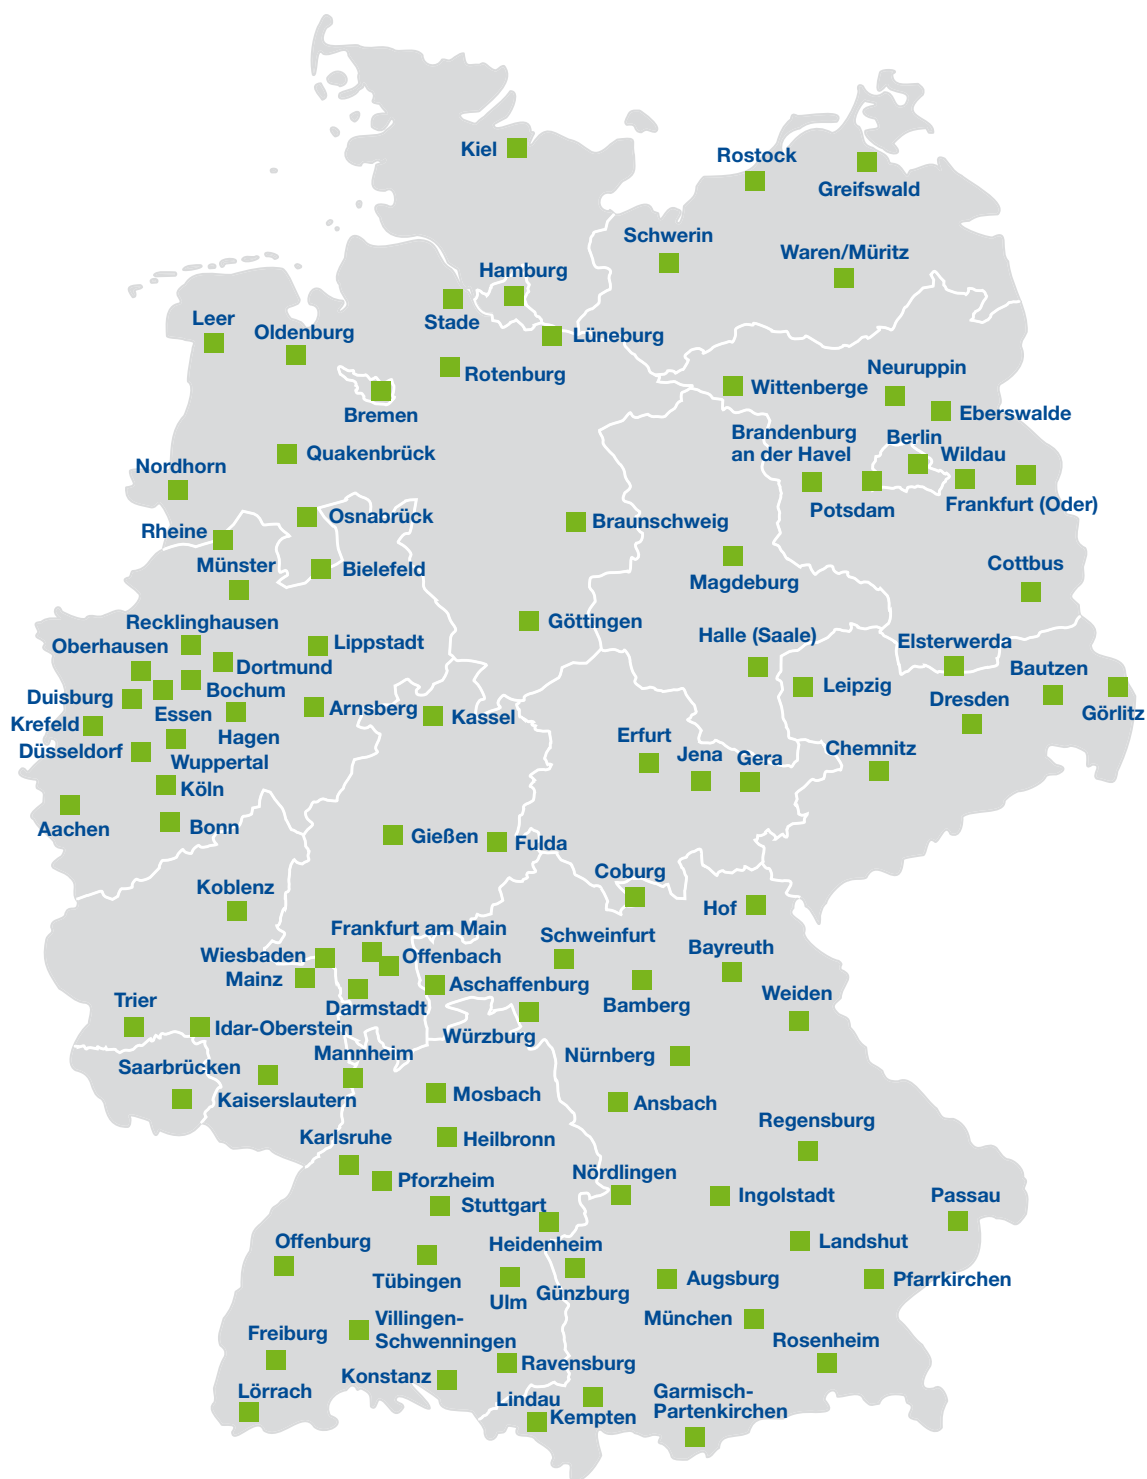 Kiel
Rostock
Greifswald
Schwerin
Waren/Müritz
Hamburg
Stade
Leer
Oldenburg
Lüneburg
Rotenburg
Neuruppin
Wittenberge
Bremen
Eberswalde
Brandenburg
an der Havel
Berlin
Wildau
Quakenbrück
Nordhorn
Potsdam
Frankfurt (Oder)
Osnabrück
Braunschweig
Rheine
Münster
Bielefeld
Magdeburg
Cottbus
Recklinghausen
Göttingen
Oberhausen
Lippstadt
Halle (Saale)
Elsterwerda
Dortmund
Bautzen
Duisburg
Bochum
Leipzig
Dresden
Görlitz
Krefeld
Essen
Arnsberg
Kassel
Düsseldorf
Hagen
Erfurt
Jena
Gera
Chemnitz
Wuppertal
Köln
Aachen
Bonn
Gießen
Fulda
Coburg
Koblenz
Hof
Frankfurt am Main
Schweinfurt
Bayreuth
Wiesbaden
Offenbach
Mainz
Aschaffenburg
Weiden
Trier
Darmstadt
Bamberg
Idar-Oberstein
Würzburg
Mannheim
Nürnberg
Saarbrücken
Kaiserslautern
Mosbach
Ansbach
Regensburg
Karlsruhe
Heilbronn
Nördlingen
Pforzheim
Ingolstadt
Passau
Stuttgart
Offenburg
Heidenheim
Landshut
Tübingen
Ulm
Günzburg
Augsburg
Pfarrkirchen
Villingen-
Schwenningen
München
Freiburg
Rosenheim
Ravensburg
Konstanz
Lörrach
Lindau
Garmisch-
Partenkirchen
Kempten